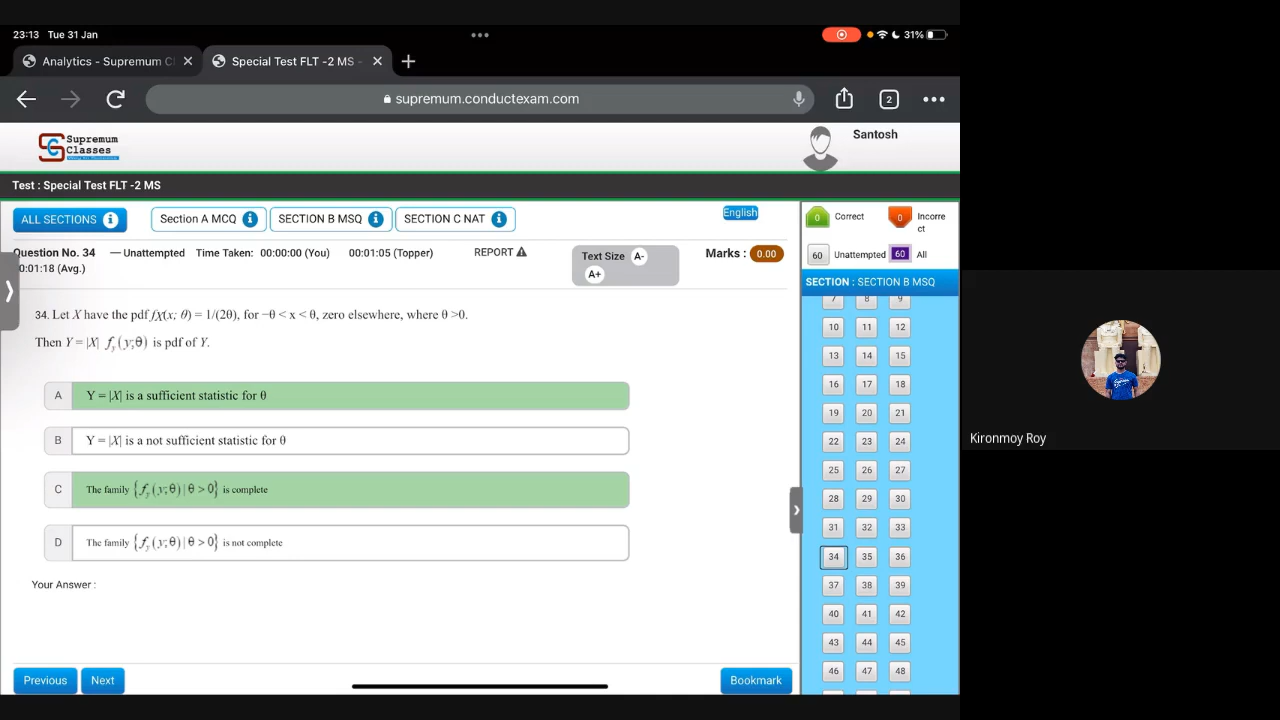 23:13 Tue 31 Jan
31%
Analytics - Supremum C
Special Test FLT -2 MS -
supremum.conductexam.com
2
Supremum
Classes
Santosh
Test : Special Test FLT -2 MS
ALL SECTIONS
Section A MCQ
SECTION B MSQ
SECTION C NAT
English
0 Correct
0 Incorre
ct
Question No. 34
— Unattempted
Time Taken: 00:00:00 (You)
00:01:05 (Topper)
REPORT
Text Size A-
A+
Marks : 0.00
00:01:18 (Avg.)
60 Unattempted
60 All
SECTION : SECTION B MSQ
34. Let X have the pdf fX(x; θ) = 1/(2θ), for −θ < x < θ, zero elsewhere, where θ >0.
Then Y = |X| f_y(y;θ) is pdf of Y.
A Y = |X| is a sufficient statistic for θ
B Y = |X| is a not sufficient statistic for θ
C The family {f_y(y;θ)|θ > 0} is complete
D The family {f_y(y;θ)|θ > 0} is not complete
Your Answer :
7 8 9
10 11 12
13 14 15
16 17 18
19 20 21
22 23 24
25 26 27
28 29 30
31 32 33
34 35 36
37 38 39
40 41 42
43 44 45
46 47 48
Previous
Next
Bookmark
Kironmoy Roy